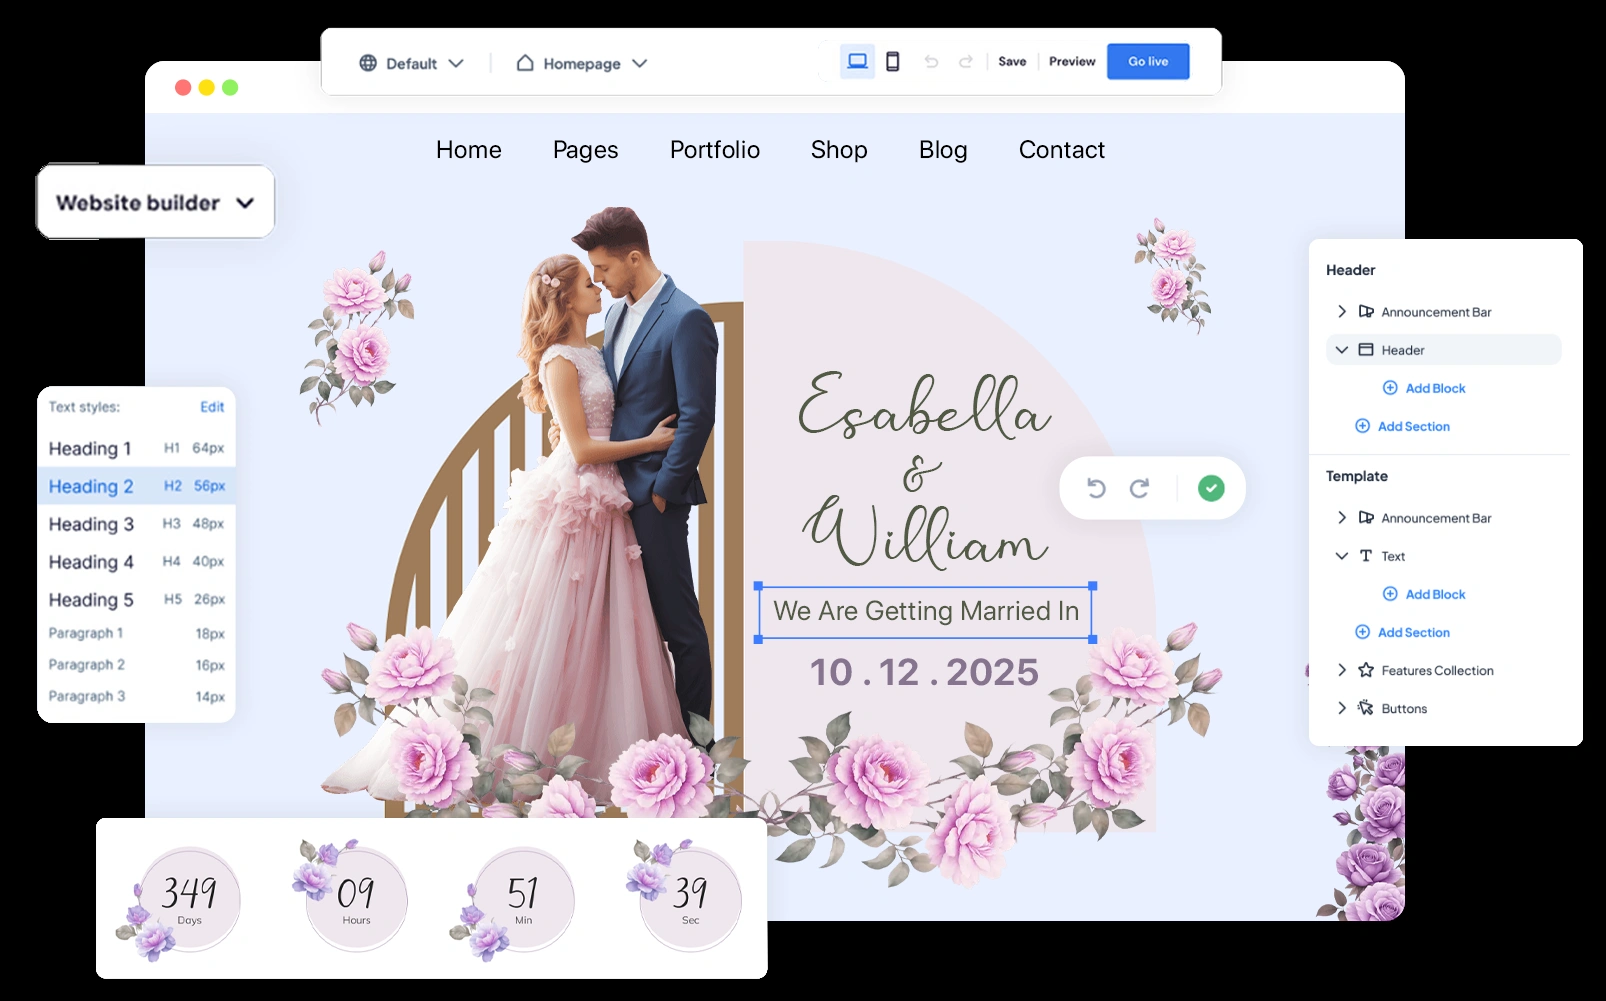 Default
Homepage
Save
Preview
Go live
Home
Pages
Portfolio
Shop
Blog
Contact
Website builder
Text styles:
Edit
Heading 1 H1 64px
Heading 2 H2 56px
Heading 3 H3 48px
Heading 4 H4 40px
Heading 5 H5 26px
Paragraph 1 18px
Paragraph 2 16px
Paragraph 3 14px
Esabella
&
William
We Are Getting Married In
10 . 12 . 2025
Header
Announcement Bar
Header
Add Block
Add Section
Template
Announcement Bar
Text
Add Block
Add Section
Features Collection
Buttons
349
Days
09
Hours
51
Min
39
Sec